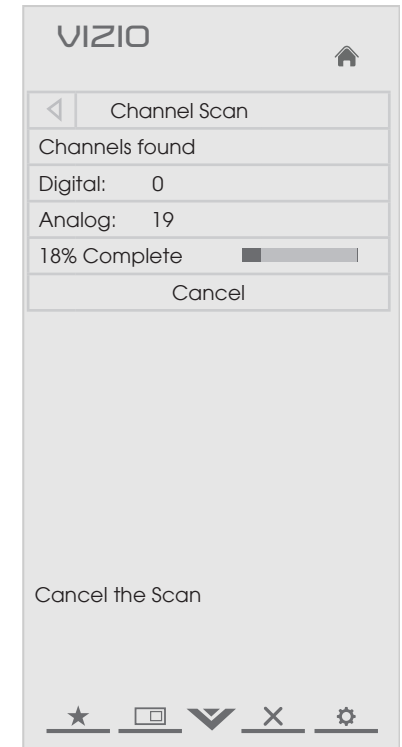 VIZIO
Channel Scan
Channels found
Digital: 0
Analog: 19
18% Complete
Cancel
Cancel the Scan